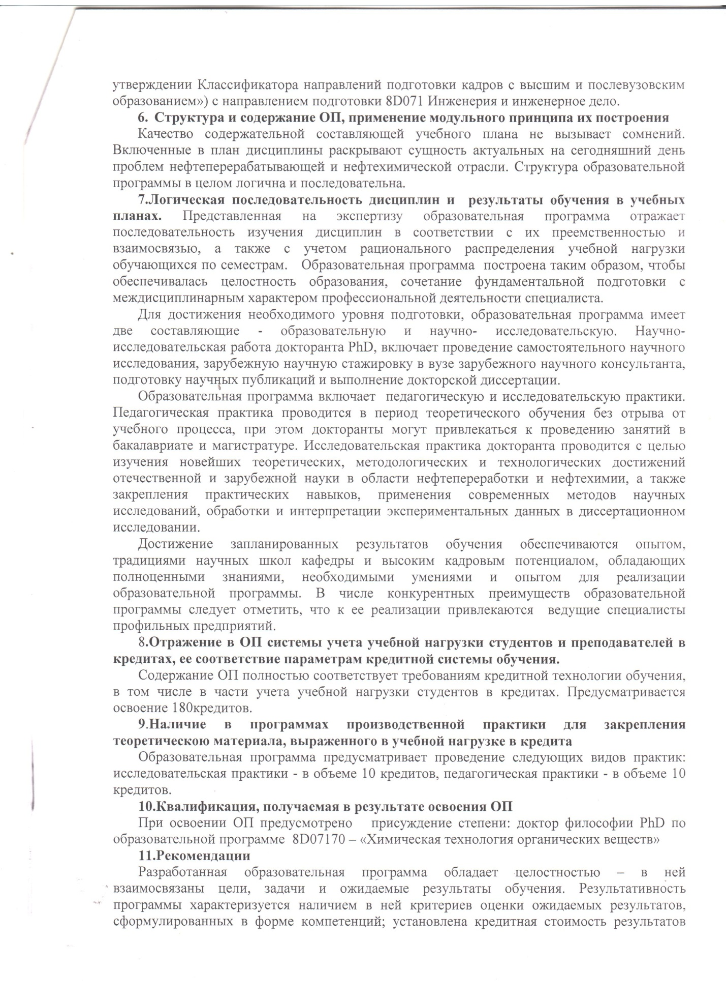 утверждении Классификатора направлений подготовки кадров с высшим и послевузовским
образованием») с направлением подготовки 8D071 Инженерия и инженерное дело.
6. Структура и содержание ОП, применение модульного принципа их построения
Качество содержательной составляющей учебного плана не вызывает сомнений.
Включенные в план дисциплины раскрывают сущность актуальных на сегодняшний день
проблем нефтеперерабатывающей и нефтехимической отрасли. Структура образовательной
программы в целом логична и последовательна.
7.Логическая последовательность дисциплин и результаты обучения в учебных
планах. Представленная на экспертизу образовательная программа отражает
последовательность изучения дисциплин в соответствии с их преемственностью и
взаимосвязью, а также с учетом рационального распределения учебной нагрузки
обучающихся по семестрам. Образовательная программа построена таким образом, чтобы
обеспечивалась целостность образования, сочетание фундаментальной подготовки с
междисциплинарным характером профессиональной деятельности специалиста.
Для достижения необходимого уровня подготовки, образовательная программа имеет
две составляющие - образовательную и научно- исследовательскую. Научно-
исследовательская работа докторанта PhD, включает проведение самостоятельного научного
исследования, зарубежную научную стажировку в вузе зарубежного научного консультанта,
подготовку научных публикаций и выполнение докторской диссертации.
Образовательная программа включает педагогическую и исследовательскую практики.
Педагогическая практика проводится в период теоретического обучения без отрыва от
учебного процесса, при этом докторанты могут привлекаться к проведению занятий в
бакалавриате и магистратуре. Исследовательская практика докторанта проводится с целью
изучения новейших теоретических, методологических и технологических достижений
отечественной и зарубежной науки в области нефтепереработки и нефтехимии, а также
закрепления практических навыков, применения современных методов научных
исследований, обработки и интерпретации экспериментальных данных в диссертационном
исследовании.
Достижение запланированных результатов обучения обеспечиваются опытом,
традициями научных школ кафедры и высоким кадровым потенциалом, обладающих
полноценными знаниями, необходимыми умениями и опытом для реализации
образовательной программы. В числе конкурентных преимуществ образовательной
программы следует отметить, что к ее реализации привлекаются ведущие специалисты
профильных предприятий.
8.Отражение в ОП системы учета учебной нагрузки студентов и преподавателей в
кредитах, ее соответствие параметрам кредитной системы обучения.
Содержание ОП полностью соответствует требованиям кредитной технологии обучения,
в том числе в части учета учебной нагрузки студентов в кредитах. Предусматривается
освоение 180кредитов.
9.Наличие в программах производственной практики для закрепления
теоретическою материала, выраженного в учебной нагрузке в кредита
Образовательная программа предусматривает проведение следующих видов практик:
исследовательская практики - в объеме 10 кредитов, педагогическая практики - в объеме 10
кредитов.
10.Квалификация, получаемая в результате освоения ОП
При освоении ОП предусмотрено присуждение степени: доктор философии PhD по
образовательной программе 8D07170 – «Химическая технология органических веществ»
11.Рекомендации
Разработанная образовательная программа обладает целостностью – в ней
взаимосвязаны цели, задачи и ожидаемые результаты обучения. Результативность
программы характеризуется наличием в ней критериев оценки ожидаемых результатов,
сформулированных в форме компетенций; установлена кредитная стоимость результатов